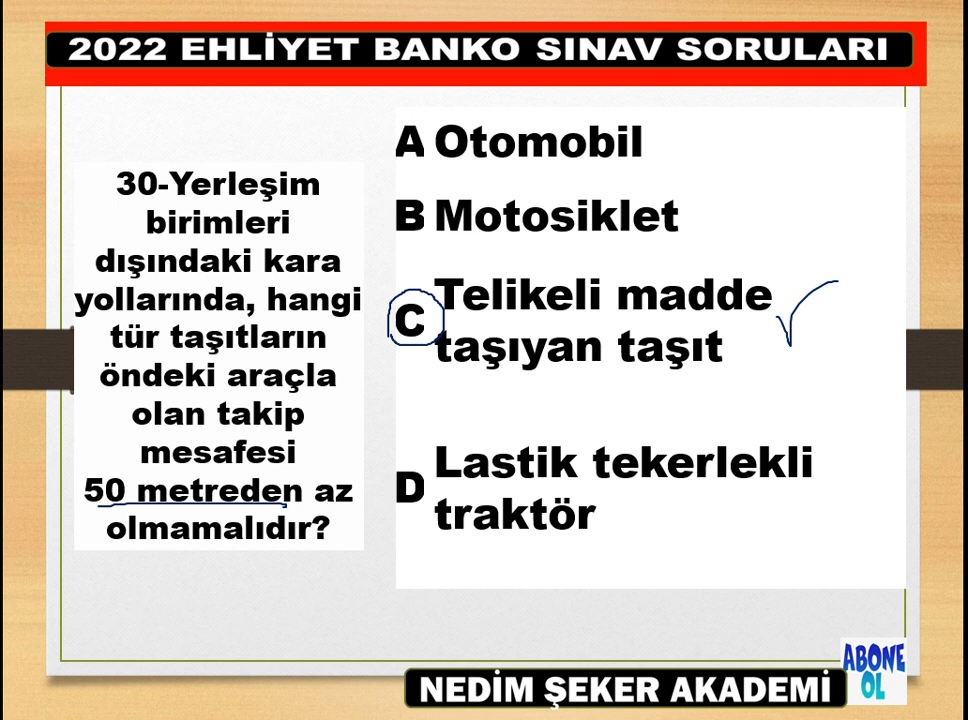 2022 EHLİYET BANKO SINAV SORULARI
30-Yerleşim
birimleri
dışındaki kara
yollarında, hangi
tür taşıtların
öndeki araçla
olan takip
mesafesi
50 metreden az
olmamalıdır?
A Otomobil
B Motosiklet
C Telikeli madde
taşıyan taşıt
D Lastik tekerlekli
traktör
ABONE
OL
NEDİM ŞEKER AKADEMİ